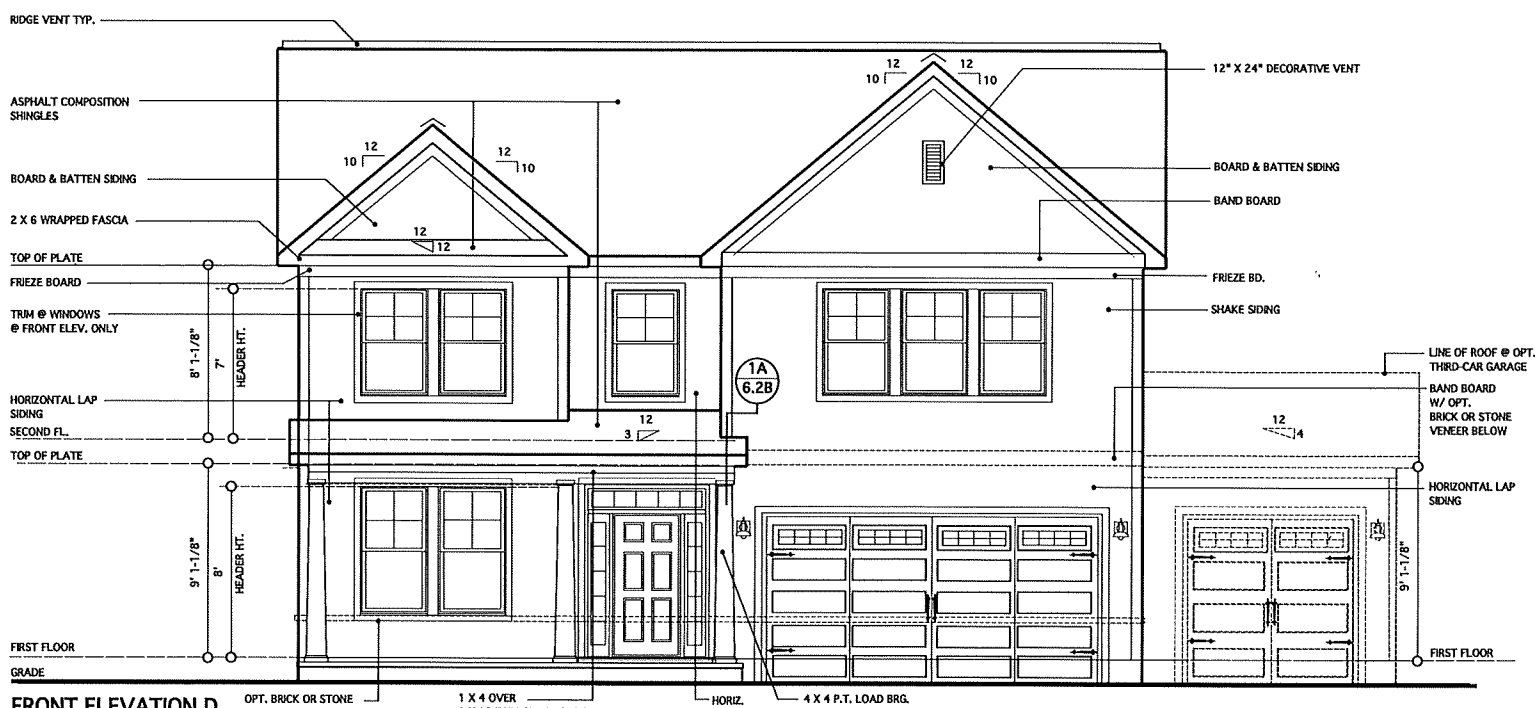 RIDGE VENT TYP.
12
12
10
10
12" X 24" DECORATIVE VENT
ASPHALT COMPOSITION
SHINGLES
12
12
10
10
BOARD & BATTEN SIDING
BOARD & BATTEN SIDING
BAND BOARD
2 X 6 WRAPPED FASCIA
12
12
TOP OF PLATE
FRIEZE BOARD
FRIEZE BD.
TRIM @ WINDOWS
@ FRONT ELEV. ONLY
SHAKE SIDING
8' 1-1/8"
7'
HEADER HT.
LINE OF ROOF @ OPT.
THIRD-CAR GARAGE
1A
6.2B
BAND BOARD
W/ OPT.
BRICK OR STONE
VENEER BELOW
HORIZONTAL LAP
SIDING
12
3
12
4
SECOND FL.
TOP OF PLATE
HORIZONTAL LAP
SIDING
9' 1-1/8"
8'
HEADER HT.
9' 1-1/8"
FIRST FLOOR
FIRST FLOOR
GRADE
FRONT ELEVATION D
OPT. BRICK OR STONE
1 X 4 OVER
HORIZ.
4 X 4 P.T. LOAD BRG.